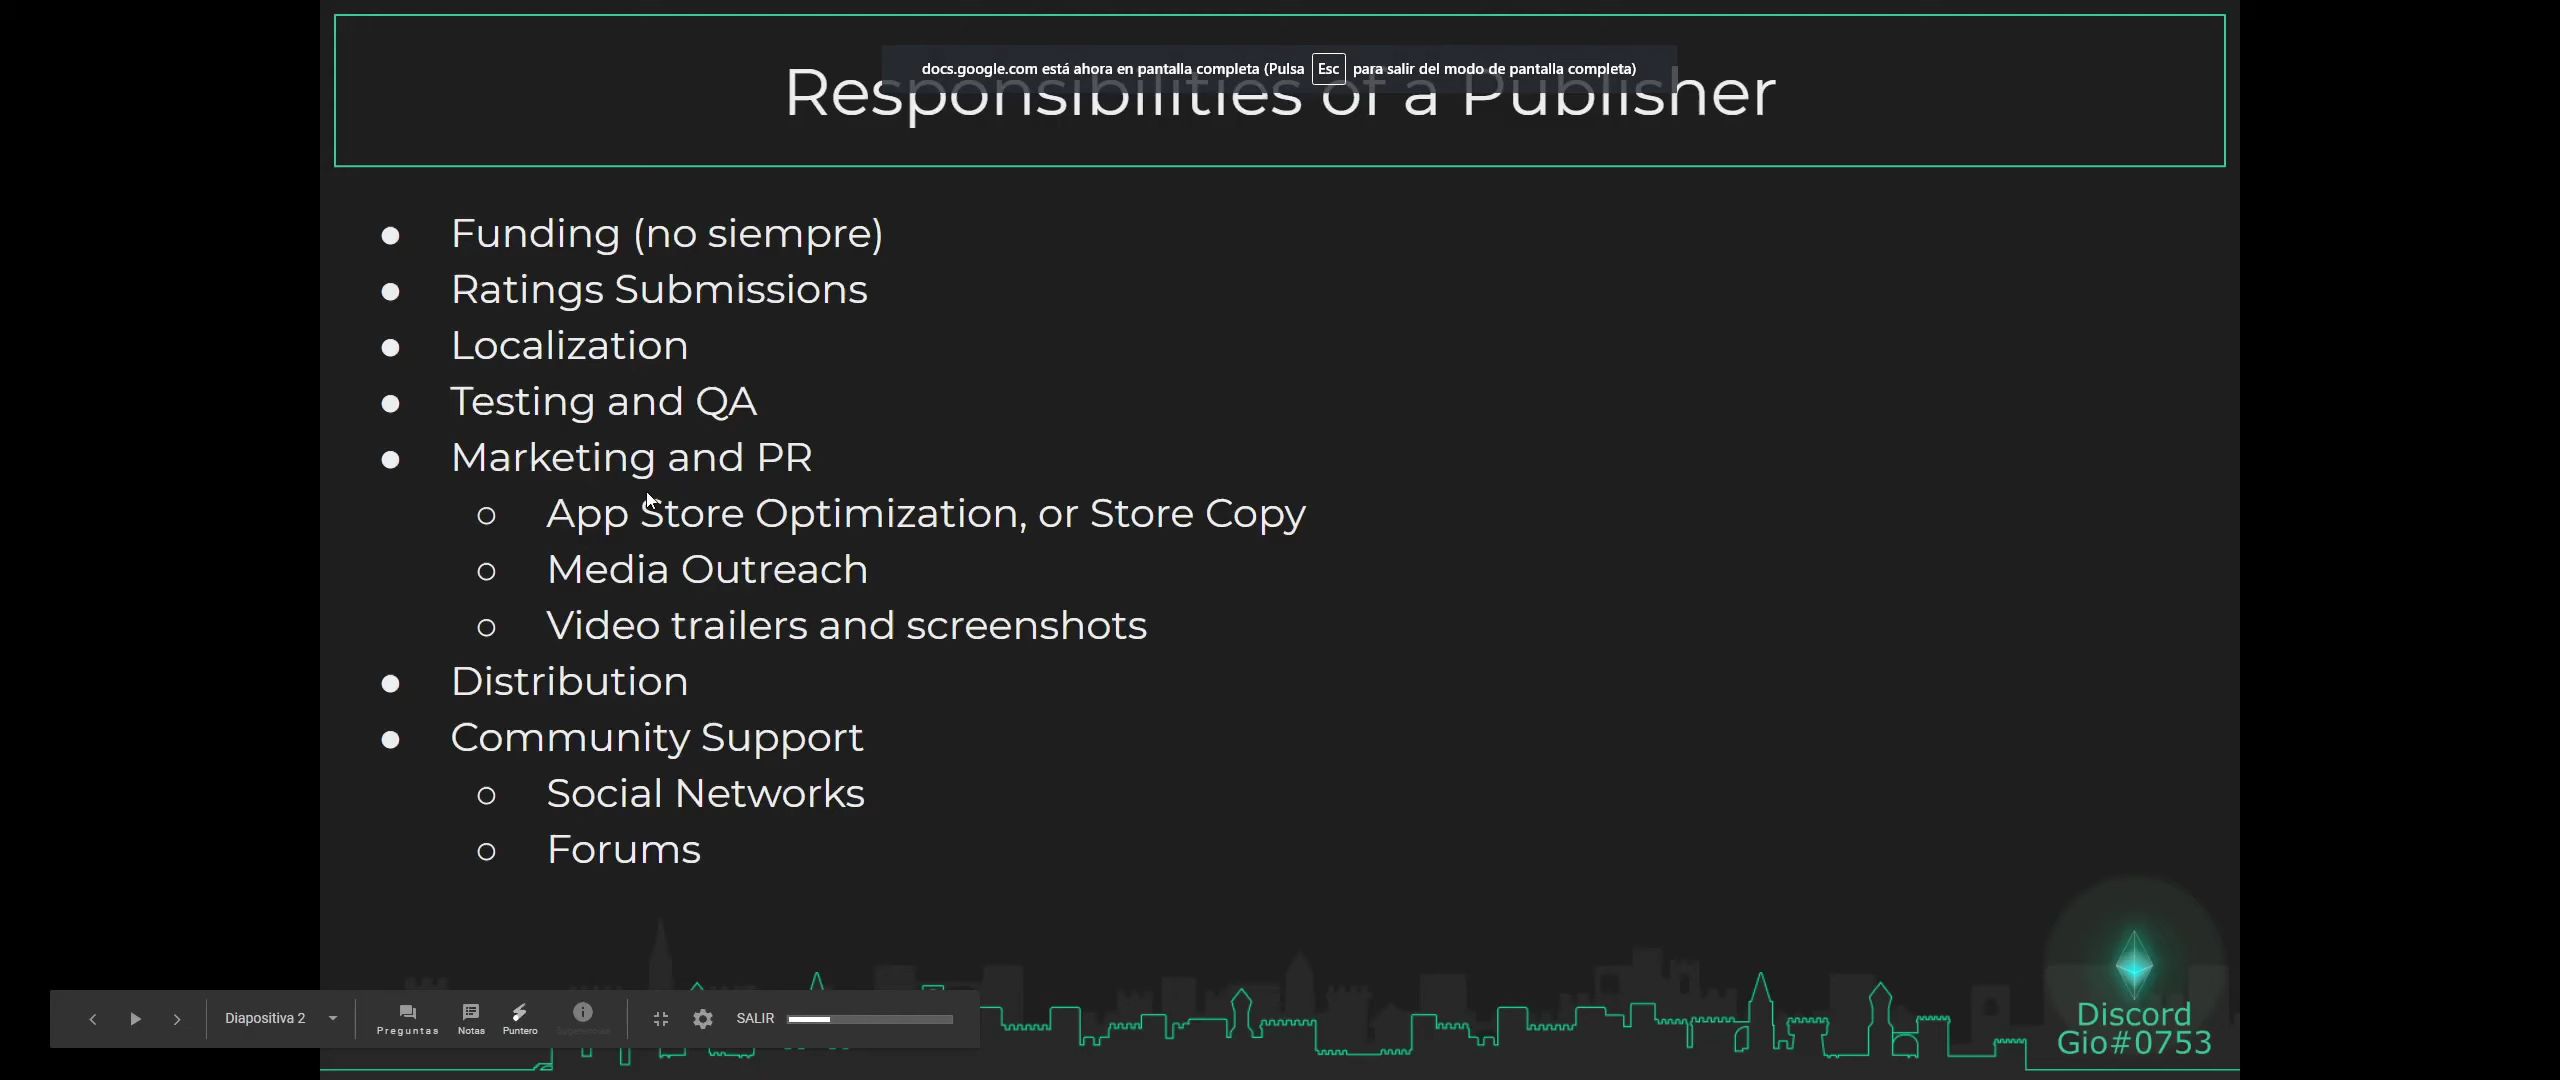 docs.google.com está ahora en pantalla completa (Pulsa Esc para salir del modo de pantalla completa)
Responsibilities of a Publisher
● Funding (no siempre)
● Ratings Submissions
● Localization
● Testing and QA
● Marketing and PR
○ App Store Optimization, or Store Copy
○ Media Outreach
○ Video trailers and screenshots
● Distribution
● Community Support
○ Social Networks
○ Forums
Diapositiva 2
Preguntas
Notas
Puntero
SALIR
Discord
Gio#0753